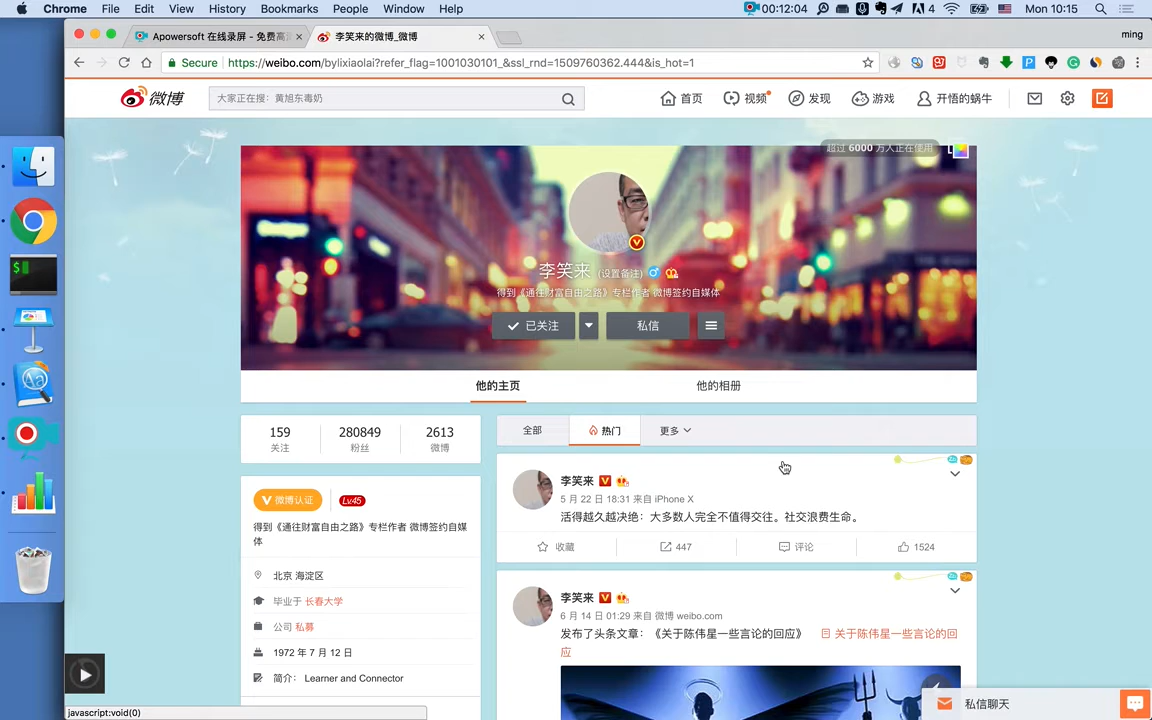 Chrome File Edit View History Bookmarks People Window Help 00:12:04 4 Mon 10:15
Apowersoft 在线录屏 - 免费高 李笑来的微博_微博 ming
Secure https://weibo.com/bylixiaolai?refer_flag=1001030101_&ssl_rnd=1509760362.444&is_hot=1
微博 大家正在搜：黄旭东毒奶 首页 视频 发现 游戏 开悟的蜗牛
超过 6000 万人正在使用
李笑来 (设置备注)
得到《通往财富自由之路》专栏作者 微博签约自媒体
已关注 私信
他的主页 他的相册
159 280849 2613
关注 粉丝 微博
全部 热门 更多
微博认证 Lv.45
得到《通往财富自由之路》专栏作者 微博签约自媒
体
北京 海淀区
毕业于 长春大学
公司 私募
1972 年 7 月 12 日
简介： Learner and Connector
李笑来
5 月 22 日 18:31 来自 iPhone X
活得越久越决绝：大多数人完全不值得交往。社交浪费生命。
收藏 447 评论 1524
李笑来
6 月 14 日 01:29 来自 微博 weibo.com
发布了头条文章：《关于陈伟星一些言论的回应》 关于陈伟星一些言论的回
应
私信聊天
javascript:void(0)